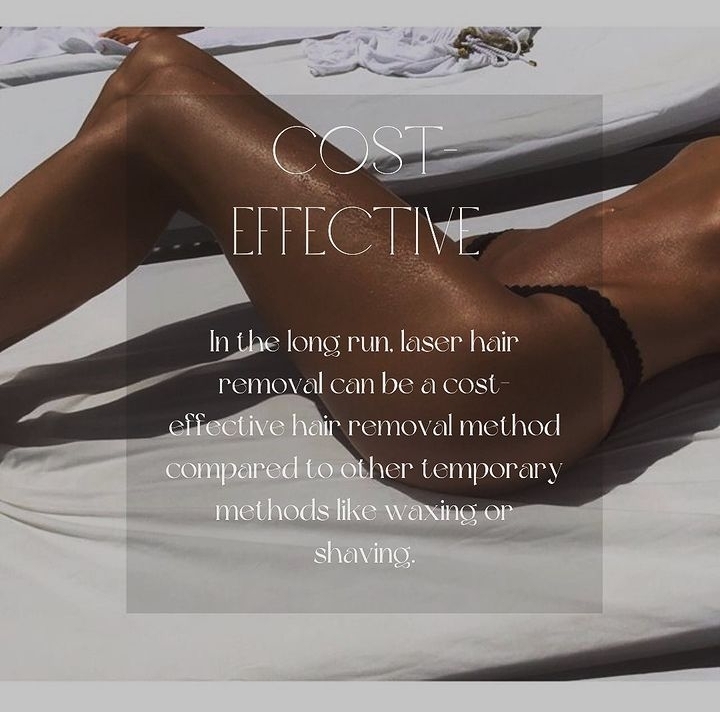 COST-
EFFECTIVE
In the long run, laser hair
removal can be a cost-
effective hair removal method
compared to other temporary
methods like waxing or
shaving.